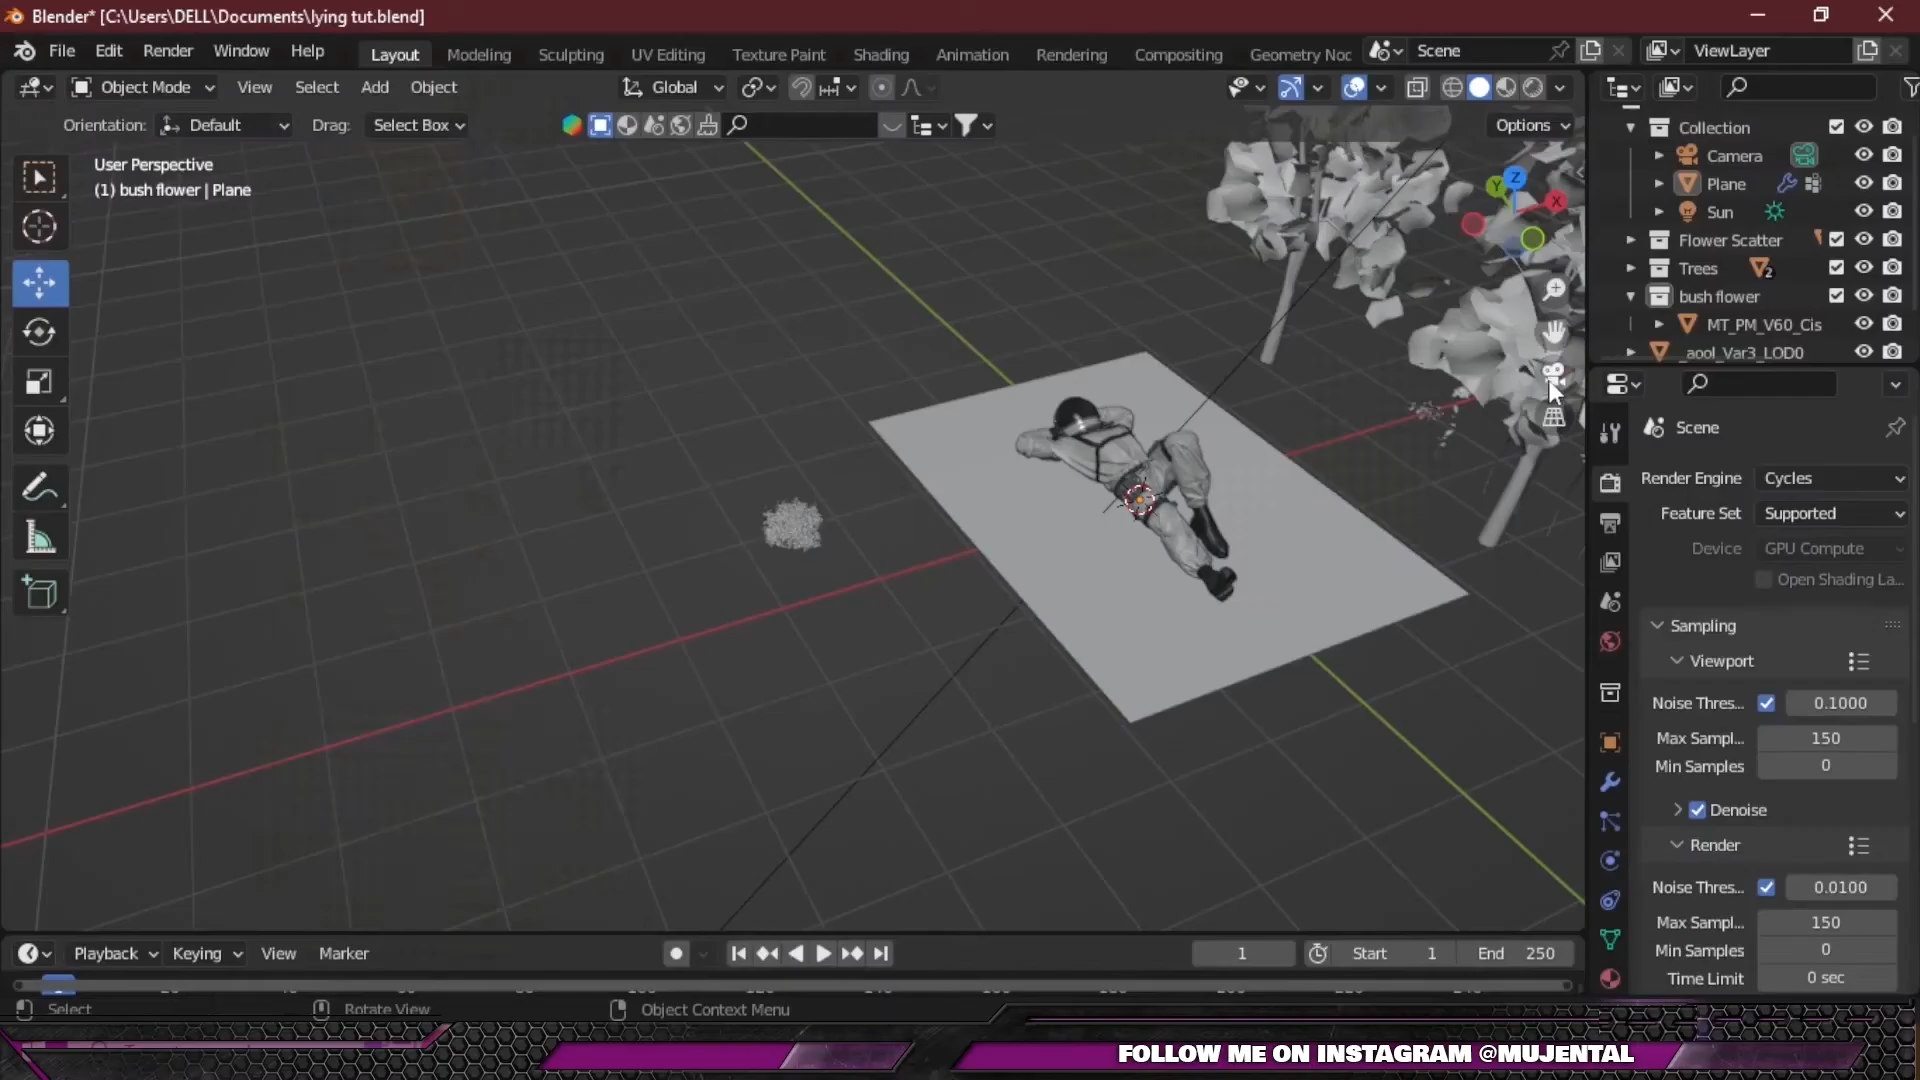 Blender* [C:\Users\DELL\Documents\lying tut.blend]
File Edit Render Window Help Layout Modeling Sculpting UV Editing Texture Paint Shading Animation Rendering Compositing Geometry Noc Scene ViewLayer
Object Mode View Select Add Object Global
Orientation: Default Drag: Select Box Options
User Perspective
(1) bush flower | Plane
Y Z X
Collection
Camera
Plane
Sun
Flower Scatter
Trees 2
bush flower
MT_PM_V60_Cis
_aool_Var3_LOD0
Scene
Render Engine Cycles
Feature Set Supported
Device GPU Compute
Open Shading La...
Sampling
Viewport
Noise Thres... 0.1000
Max Sampl... 150
Min Samples 0
Denoise
Render
Noise Thres... 0.0100
Max Sampl... 150
Min Samples 0
Time Limit 0 sec
Playback Keying View Marker 1 Start 1 End 250
Select Rotate View Object Context Menu
FOLLOW ME ON INSTAGRAM @MUJENTAL